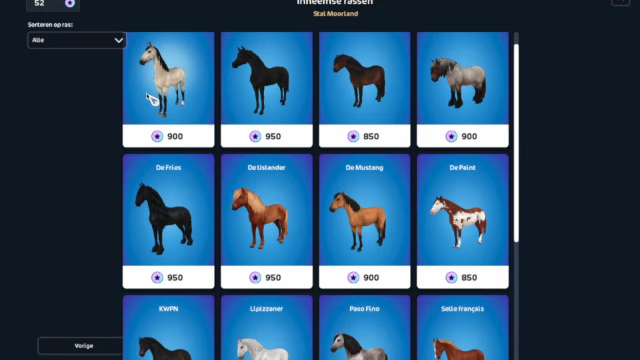 52
Inheemse rassen
Stal Moorland
Sorteren op ras:
Alle
900
950
850
900
De Fries
De IJslander
De Mustang
De Paint
950
950
900
850
KWPN
Lipizzaner
Paso Fino
Selle français
Vorige